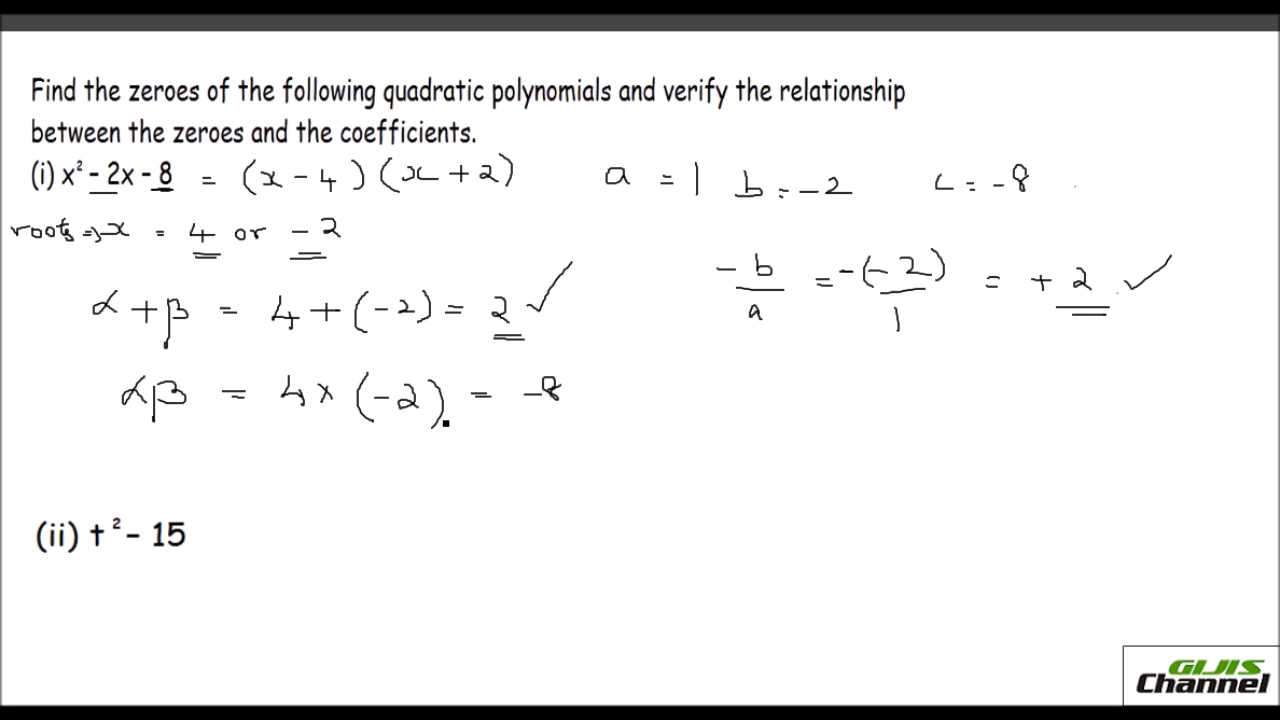 Find the zeroes of the following quadratic polynomials and verify the relationship
between the zeroes and the coefficients.
(i) x² - 2x - 8 = (x - 4) (x + 2) a = 1 b = -2 c = -8
roots ⇒ x = 4 or -2
α + β = 4 + (-2) = 2 ✓ -b/a = -(-2)/1 = +2 ✓
αβ = 4 × (-2) = -8
(ii) t² - 15
GIJIS
Channel